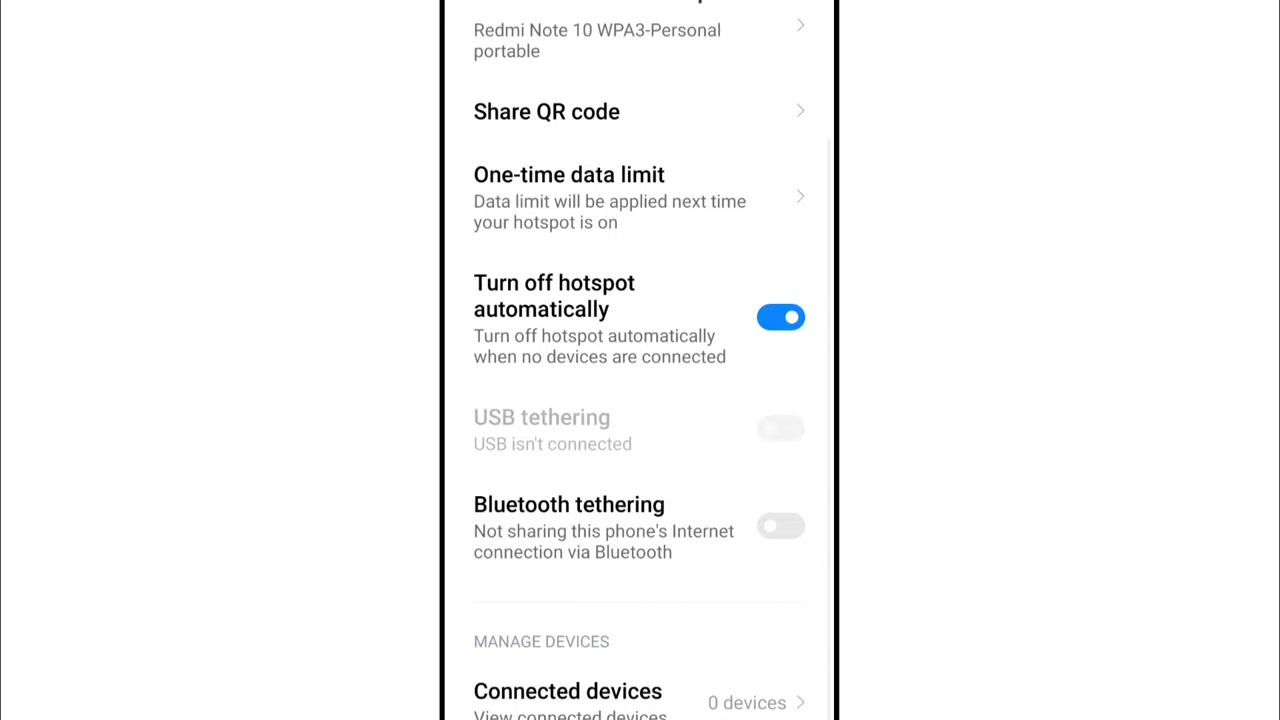 Redmi Note 10 WPA3-Personal
portable
Share QR code
One-time data limit
Data limit will be applied next time
your hotspot is on
Turn off hotspot
automatically
Turn off hotspot automatically
when no devices are connected
USB tethering
USB isn't connected
Bluetooth tethering
Not sharing this phone's Internet
connection via Bluetooth
MANAGE DEVICES
Connected devices
0 devices
View connected devices